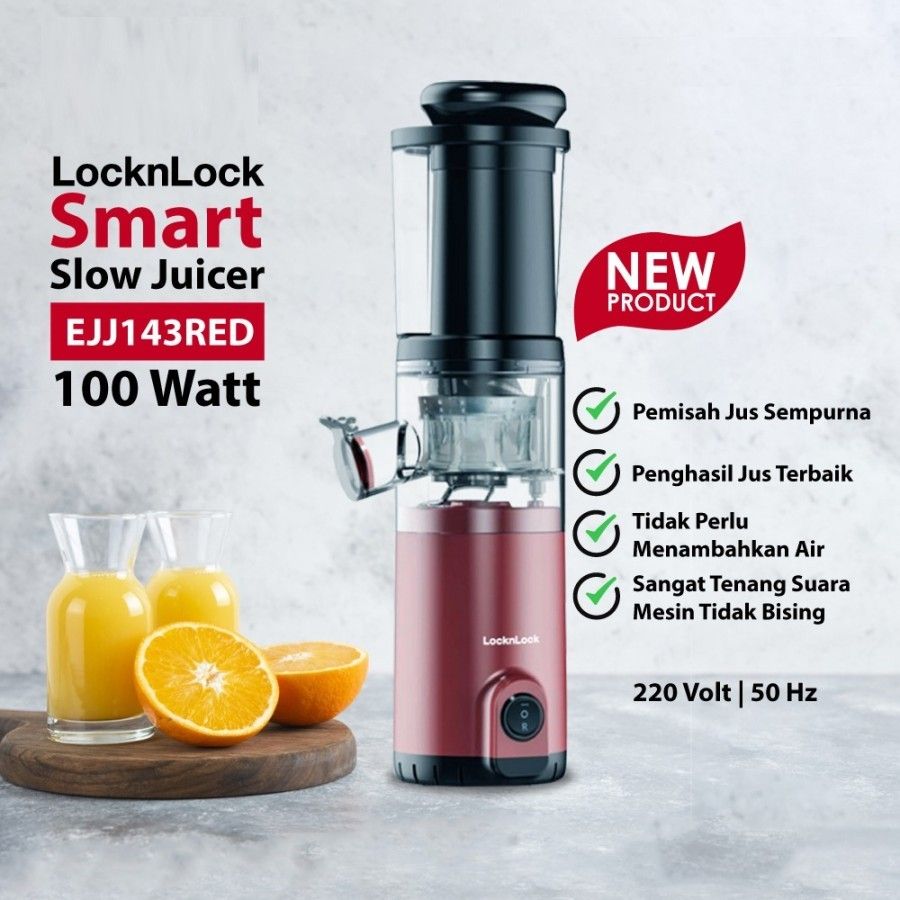 LocknLock
Smart
Slow Juicer
EJJ143RED
100 Watt
NEW
PRODUCT
Pemisah Jus Sempurna
Penghasil Jus Terbaik
Tidak Perlu
Menambahkan Air
Sangat Tenang Suara
Mesin Tidak Bising
220 Volt | 50 Hz
LocknLock
O
R